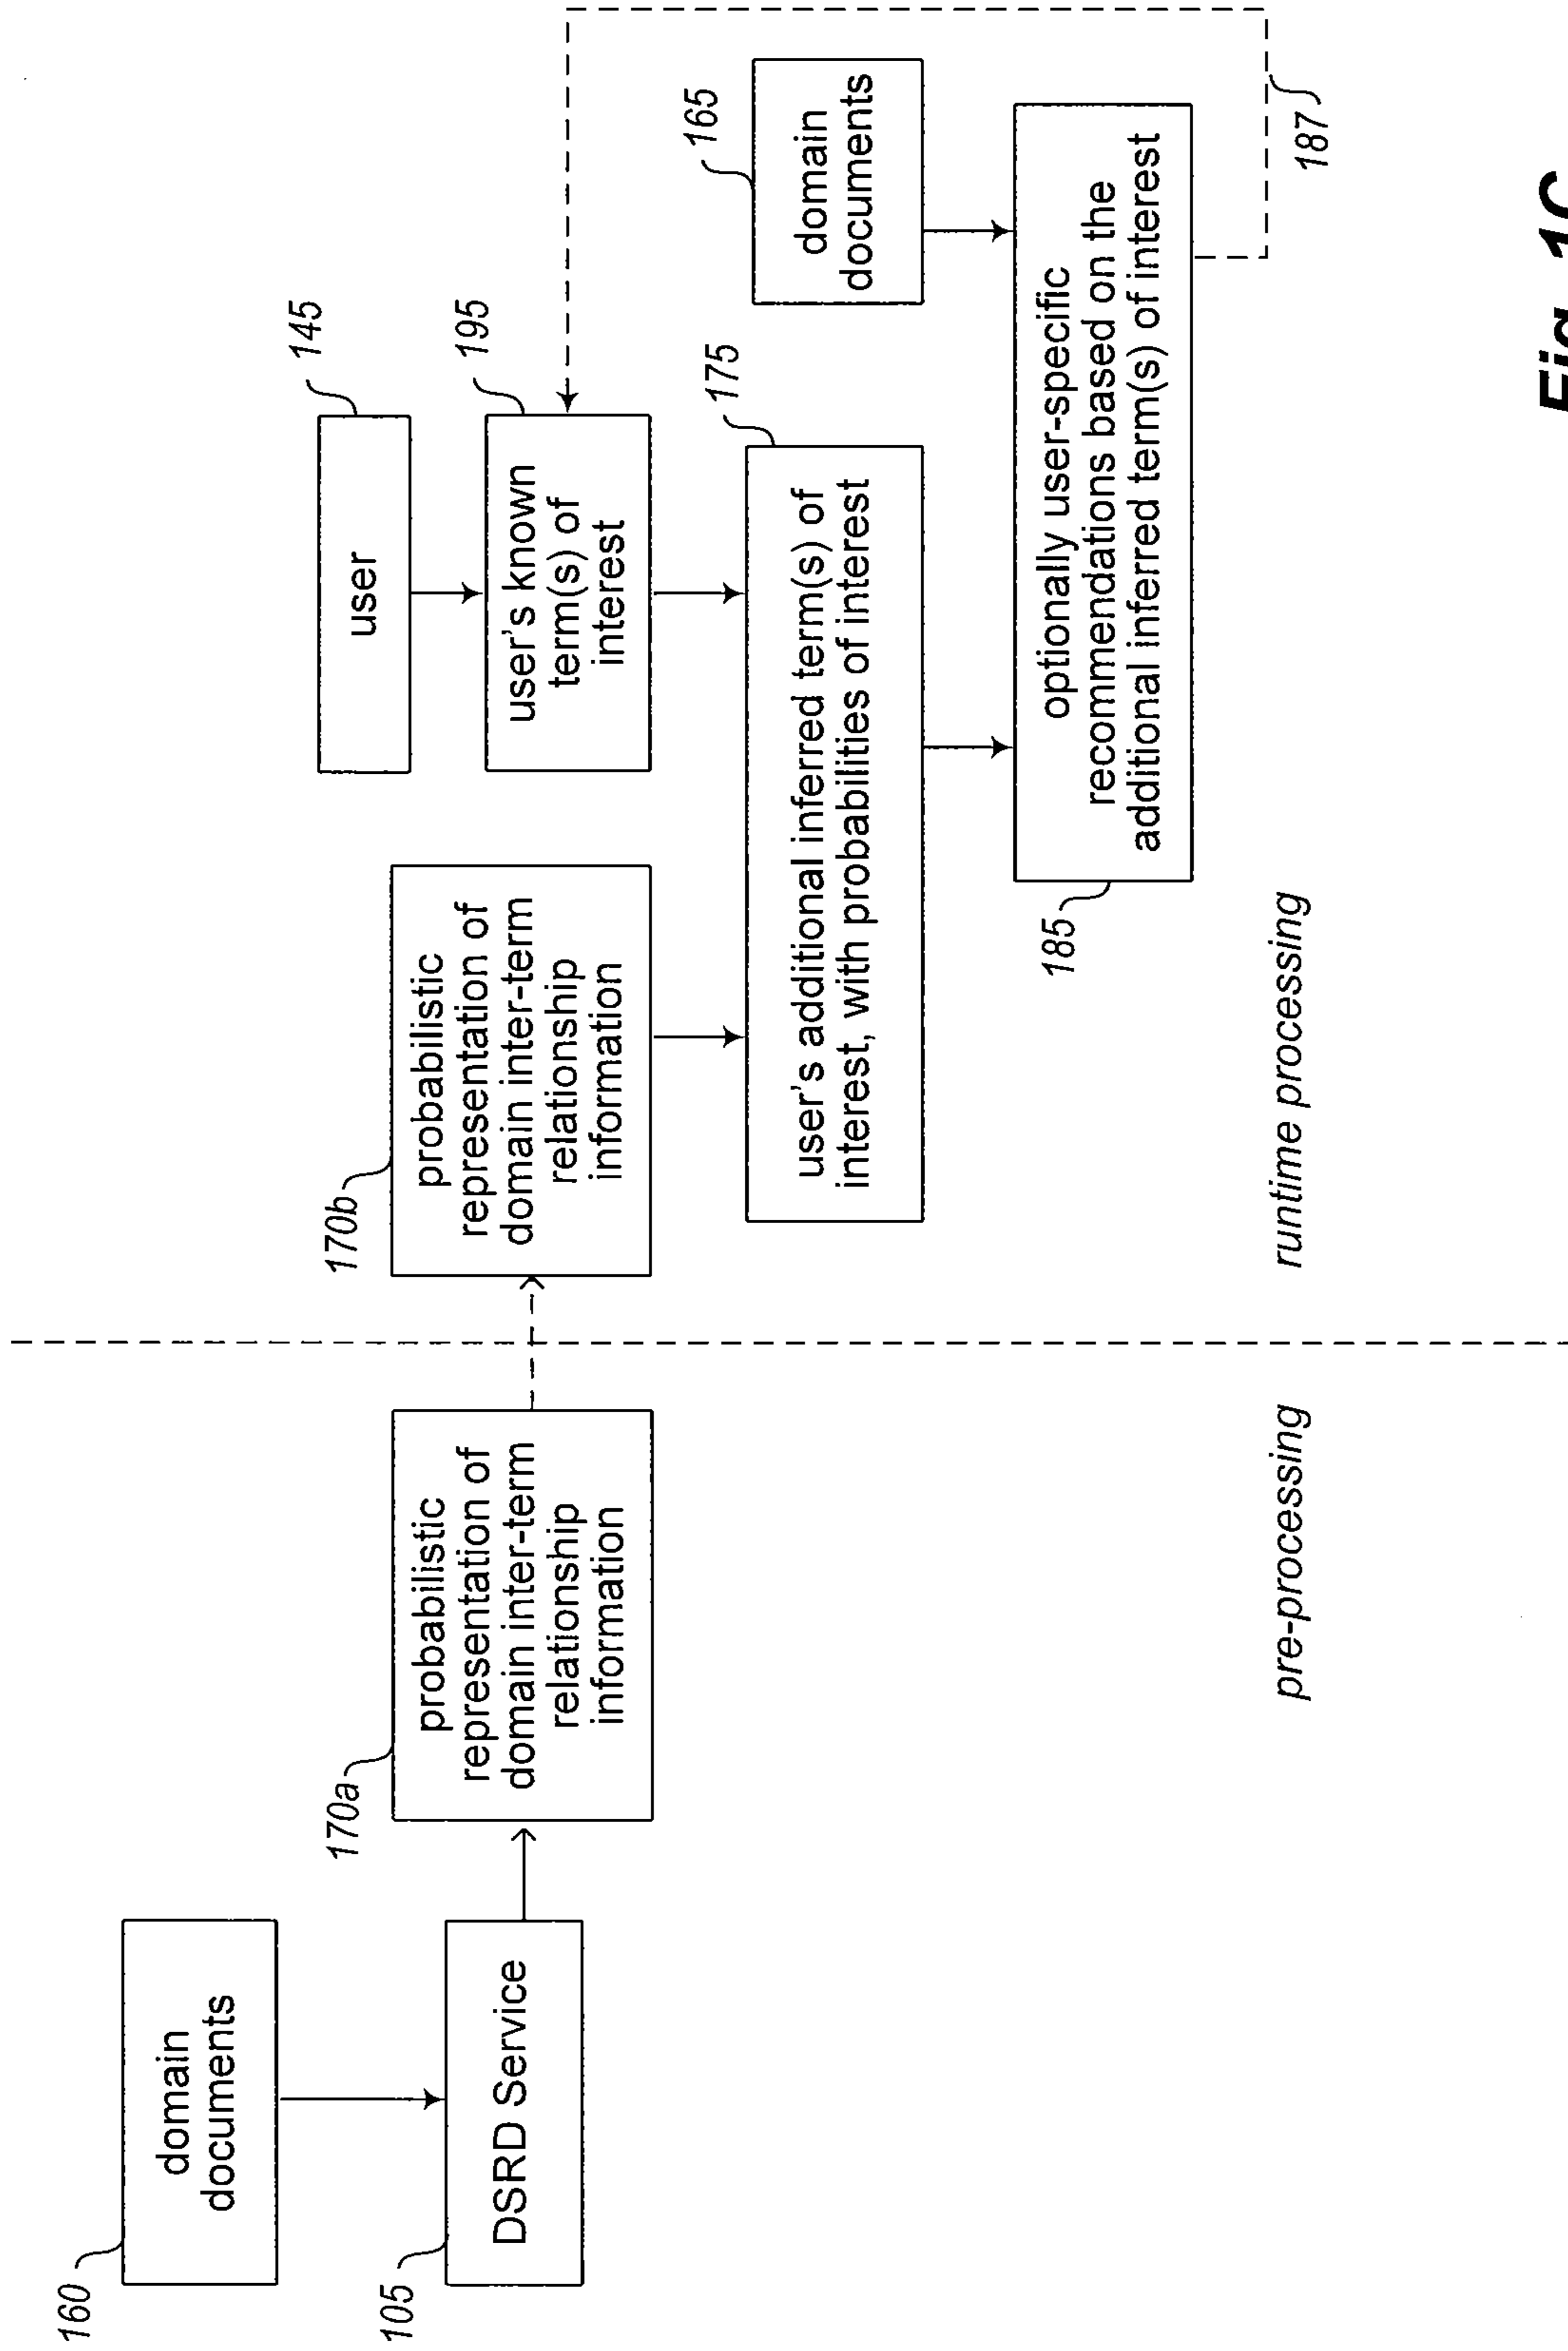 160
domain
documents
105
DSRD Service
170a
probabilistic
representation of
domain inter-term
relationship
information
pre-processing
170b
probabilistic
representation of
domain inter-term
relationship
information
145
user
195
user's known
term(s) of
interest
175
user's additional inferred term(s) of
interest, with probabilities of interest
165
domain
documents
185
optionally user-specific
recommendations based on the
additional inferred term(s) of interest
187
runtime processing
Fig. 1C